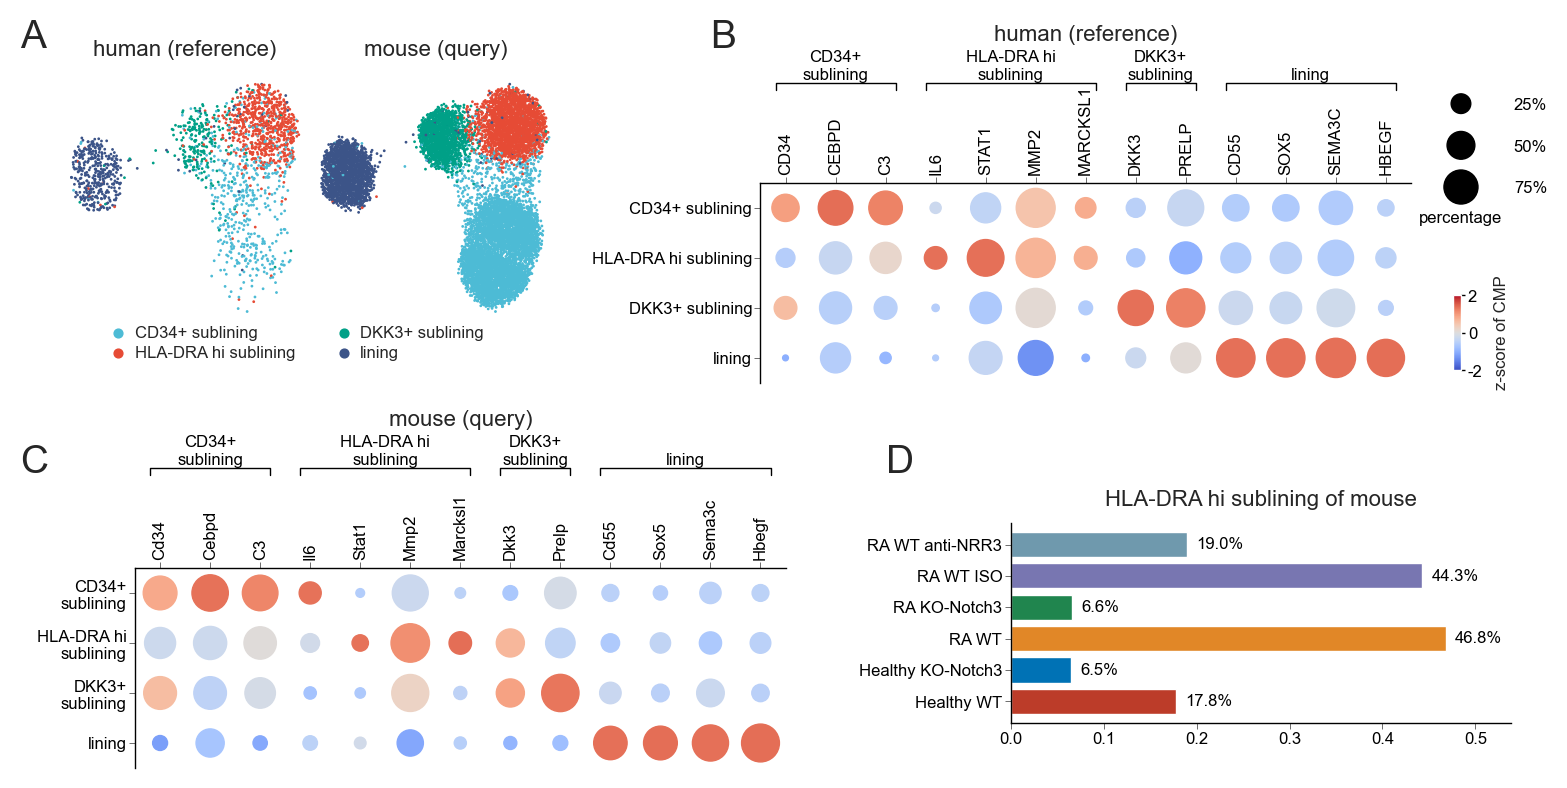 A
human (reference)
mouse (query)
CD34+ sublining
DKK3+ sublining
HLA-DRA hi sublining
lining
B
human (reference)
CD34+
sublining
HLA-DRA hi
sublining
DKK3+
sublining
lining
CD34
CEBPD
C3
IL6
STAT1
MMP2
MARCKSL1
DKK3
PRELP
CD55
SOX5
SEMA3C
HBEGF
CD34+ sublining
HLA-DRA hi sublining
DKK3+ sublining
lining
25%
50%
75%
percentage
2
0
-2
z-score of CMP
C
mouse (query)
CD34+
sublining
HLA-DRA hi
sublining
DKK3+
sublining
lining
Cd34
Cebpd
C3
Il6
Stat1
Mmp2
Marcksl1
Dkk3
Prelp
Cd55
Sox5
Sema3c
Hbegf
CD34+
sublining
HLA-DRA hi
sublining
DKK3+
sublining
lining
D
HLA-DRA hi sublining of mouse
RA WT anti-NRR3 19.0%
RA WT ISO 44.3%
RA KO-Notch3 6.6%
RA WT 46.8%
Healthy KO-Notch3 6.5%
Healthy WT 17.8%
0.0 0.1 0.2 0.3 0.4 0.5